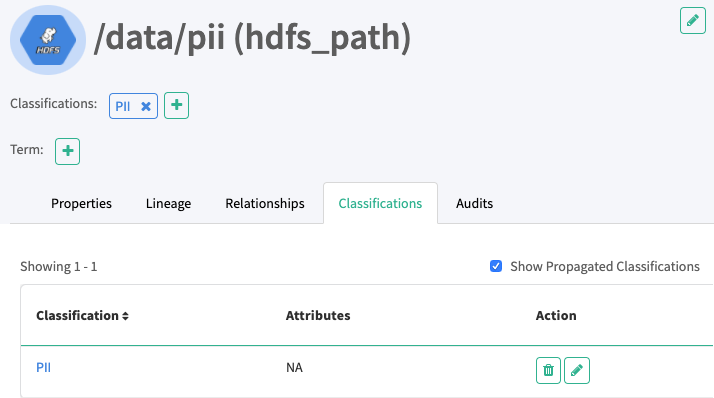 HDFS
/data/pii (hdfs_path)
Classifications: PII
Term:
Properties Lineage Relationships Classifications Audits
Showing 1 - 1 Show Propagated Classifications
Classification Attributes Action
PII NA